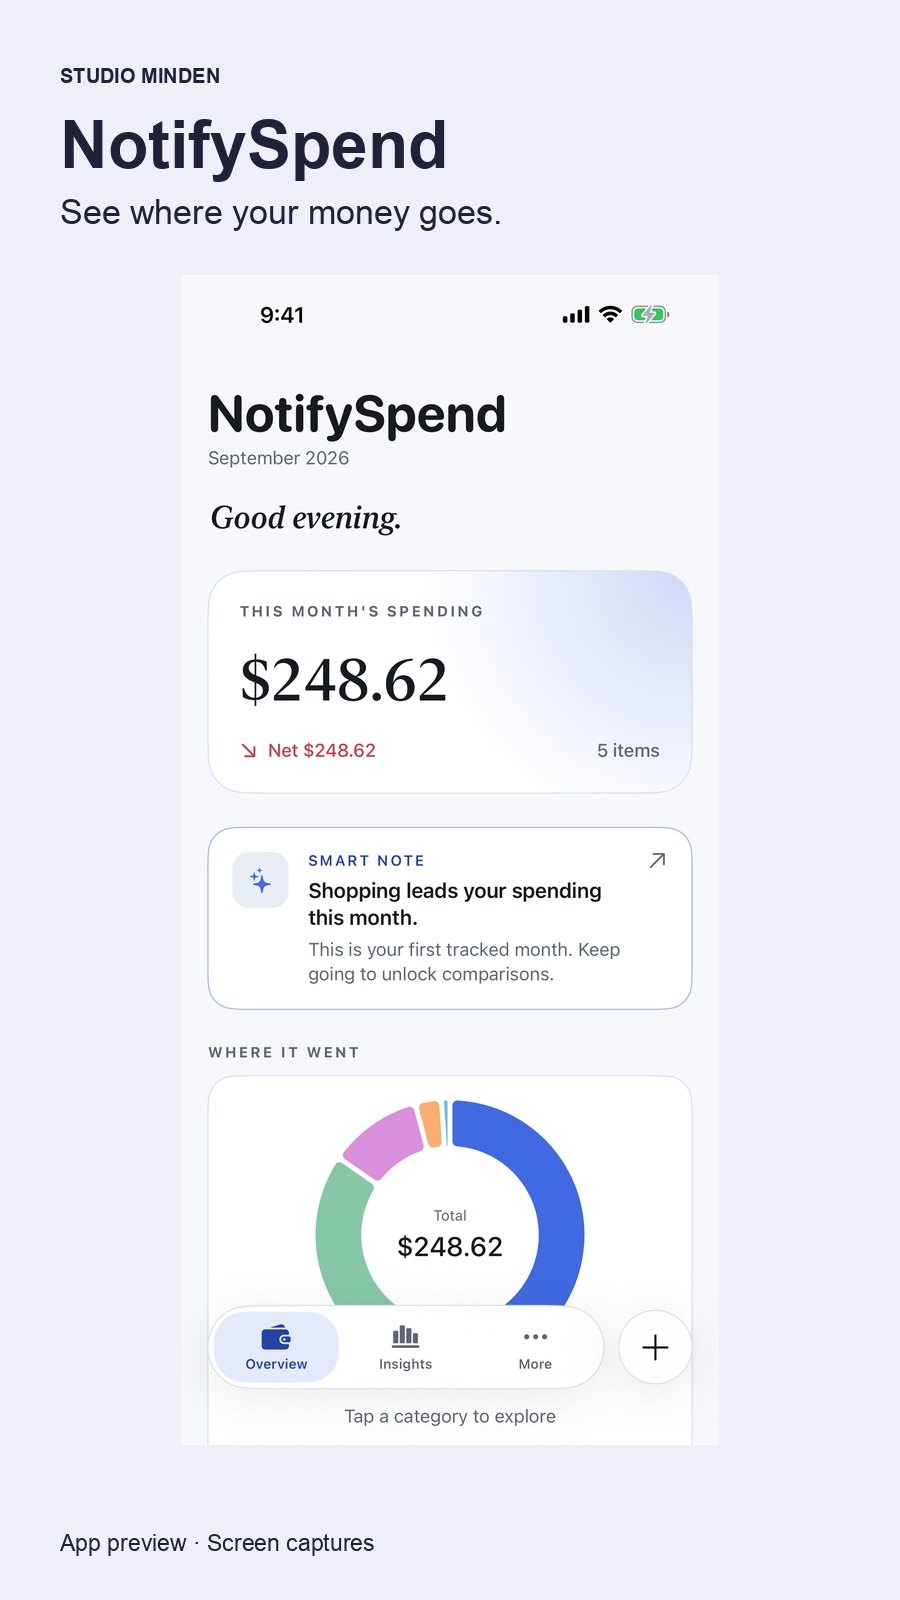 STUDIO MINDEN
NotifySpend
See where your money goes.
9:41
NotifySpend
September 2026
Good evening.
THIS MONTH'S SPENDING
$248.62
Net $248.62
5 items
SMART NOTE
Shopping leads your spending
this month.
This is your first tracked month. Keep
going to unlock comparisons.
WHERE IT WENT
Total
$248.62
Overview
Insights
More
Tap a category to explore
App preview · Screen captures